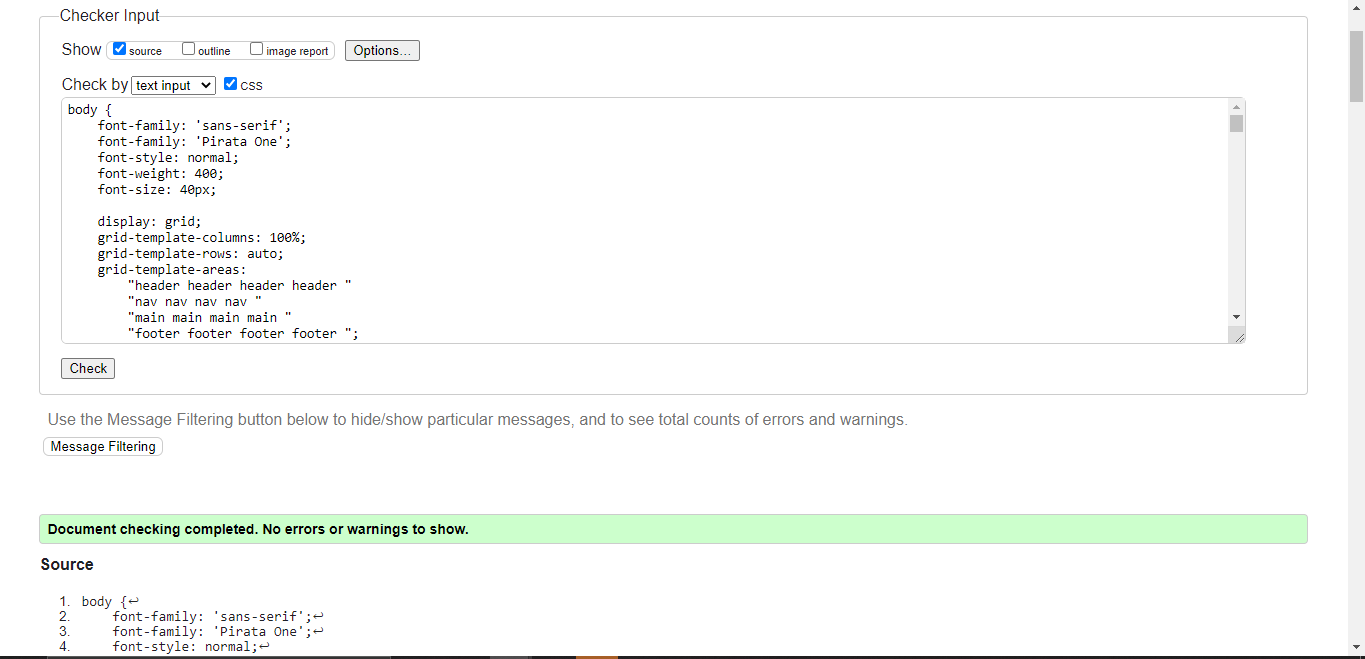 Checker Input
Show source outline image report Options...
Check by text input css
body {
    font-family: 'sans-serif';
    font-family: 'Pirata One';
    font-style: normal;
    font-weight: 400;
    font-size: 40px;
    display: grid;
    grid-template-columns: 100%;
    grid-template-rows: auto;
    grid-template-areas:
        "header header header header "
        "nav nav nav nav "
        "main main main main "
        "footer footer footer footer ";
Check
Use the Message Filtering button below to hide/show particular messages, and to see total counts of errors and warnings.
Message Filtering
Document checking completed. No errors or warnings to show.
Source
1. body {↩
2.     font-family: 'sans-serif';↩
3.     font-family: 'Pirata One';↩
4.     font-style: normal;↩